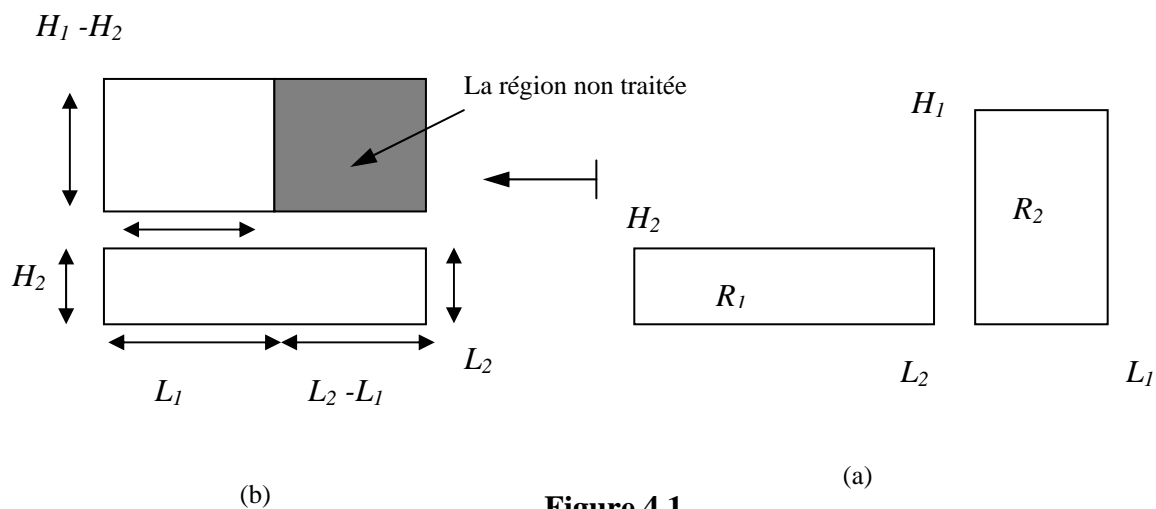 H1 -H2
La région non traitée
H1
H2
R2
H2
R1
L2
L2
L1
L1
L2 -L1
(a)
(b)
Figure 4.1